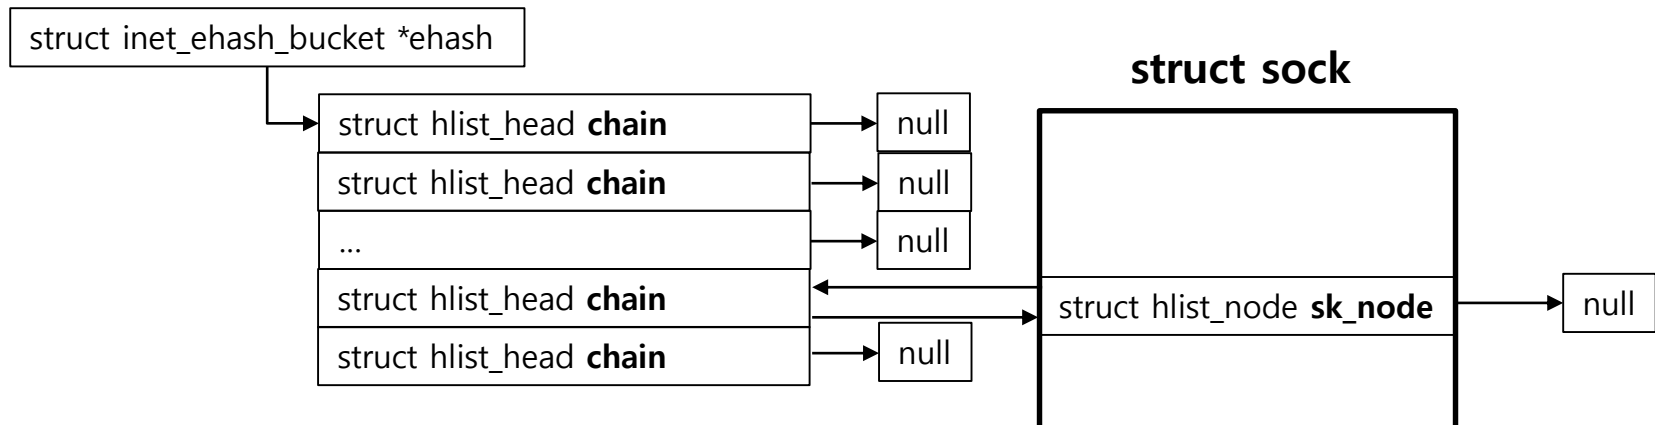 struct inet_ehash_bucket *ehash
struct sock
struct hlist_head chain
null
struct hlist_head chain
null
...
null
struct hlist_head chain
struct hlist_node sk_node
null
struct hlist_head chain
null